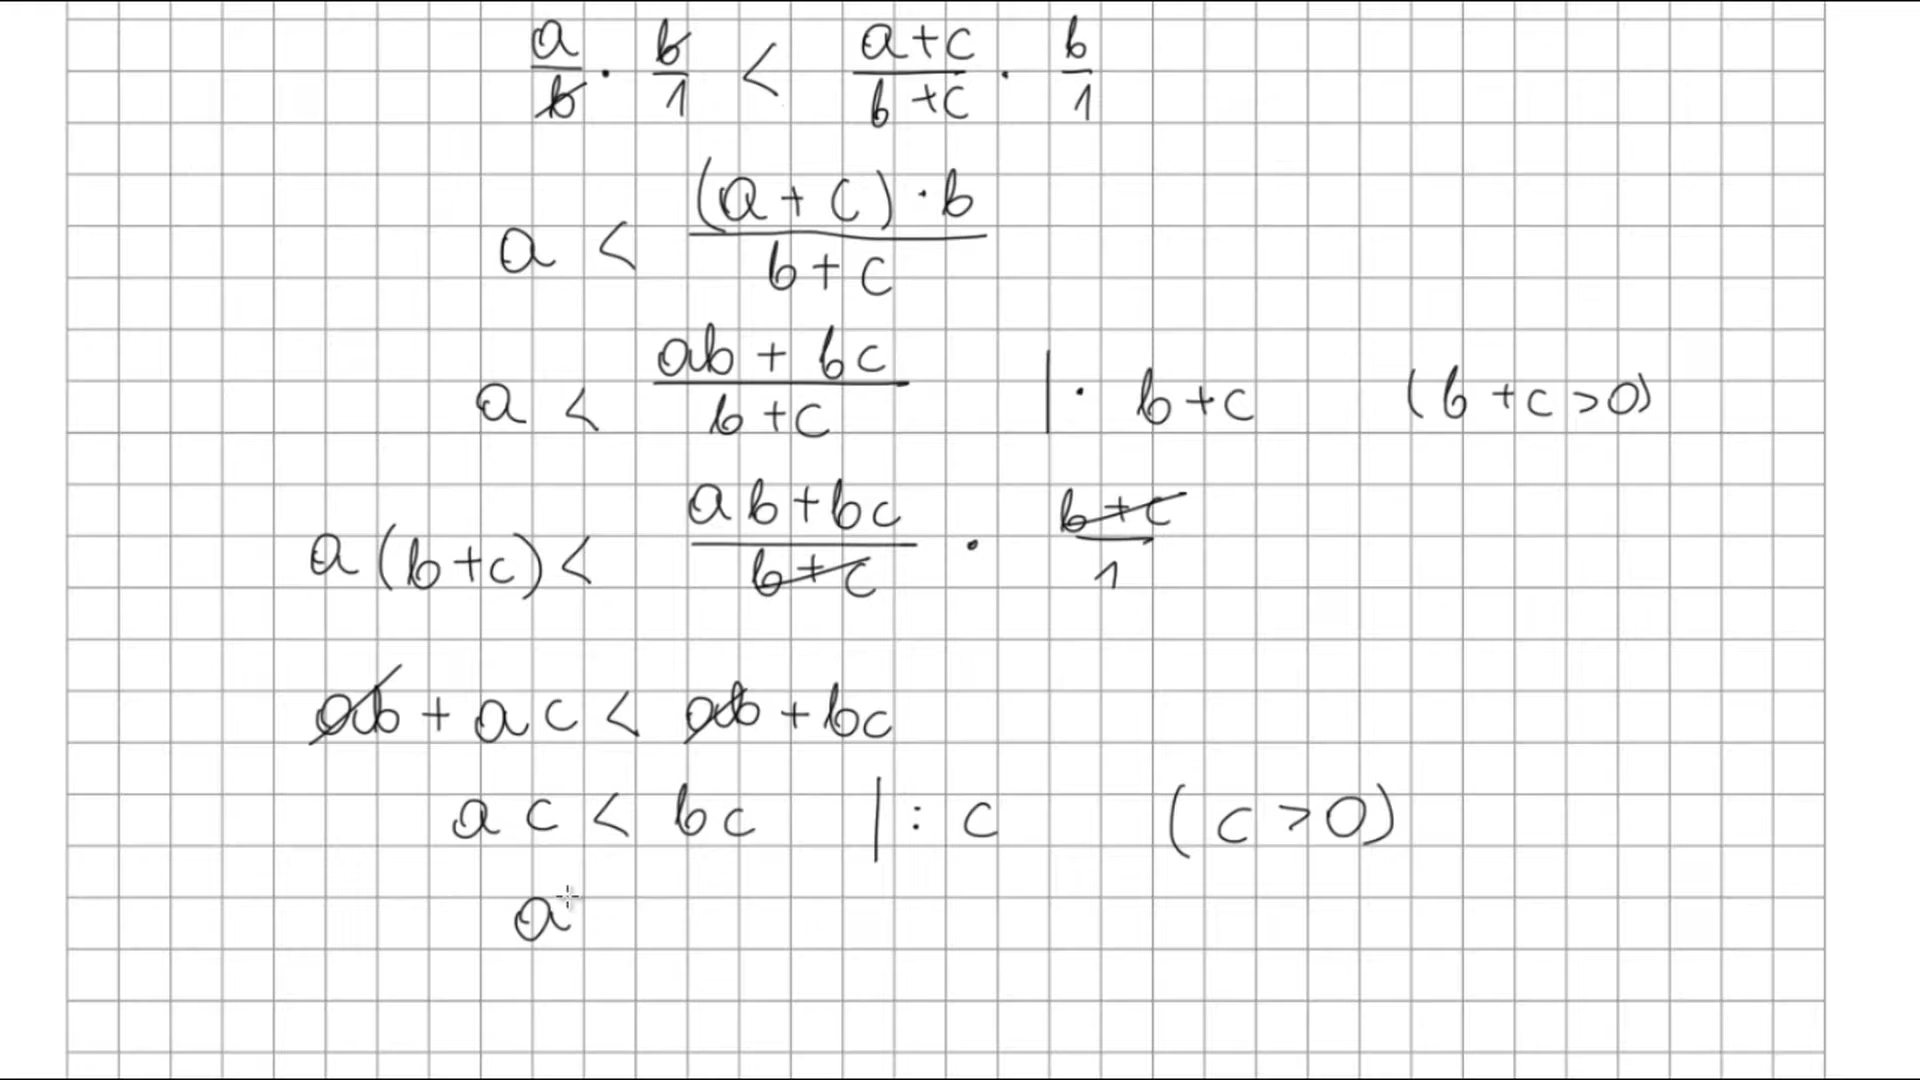 a/b · b/1 < a+c/b+c · b/1
a < (a+c)·b/b+c
a < ab+bc/b+c |· b+c (b+c>0)
a(b+c) < ab+bc/b+c · b+c/1
ab + ac < ab + bc
ac < bc |: c (c>0)
a